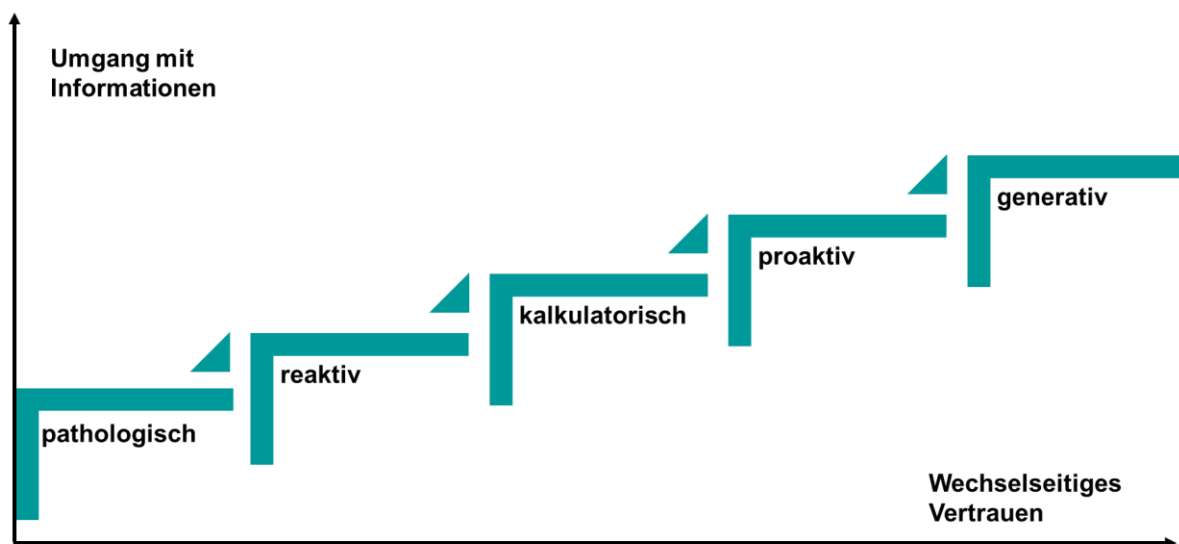 Umgang mit
Informationen
generativ
proaktiv
kalkulatorisch
reaktiv
pathologisch
Wechselseitiges
Vertrauen